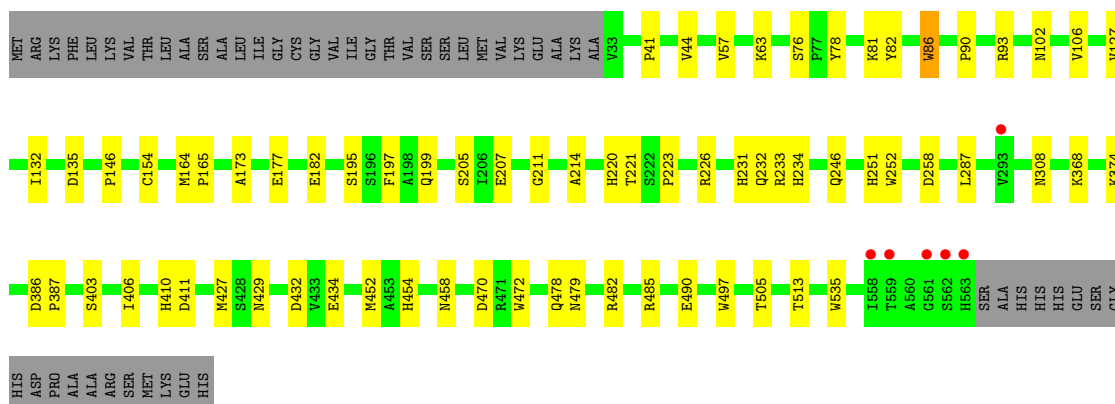 MET ARG LYS PHE LEU LEU LYS VAL THR LEU ALA SER ALA LEU ILE GLY CYS GLY VAL ILE GLY THR VAL SER SER LEU MET VAL LYS GLU ALA LYS ALA V33 P41 V44 V57 K63 S76 P77 Y78 K81 Y82 W86 P90 R93 N102 V106
I132 D135 P146 C154 M164 P165 A173 E177 E182 S195 S196 F197 A198 Q199 S205 I206 E207 G211 A214 H220 T221 S222 P223 R226 H231 Q232 R233 H234 Q246 H251 W252 D258 L287 V293 N308 K368
D386 P387 S403 I406 H410 D411 M427 S428 N429 D432 V433 E434 M452 A453 H454 N458 D470 R471 W472 Q478 N479 R482 R485 E490 W497 T505 T513 W535 I558 T559 A560 G561 S562 H563 SER ALA HIS HIS HIS GLU SER GLY
HIS ASP PRO ALA ALA ARG SER MET LYS GLU HIS